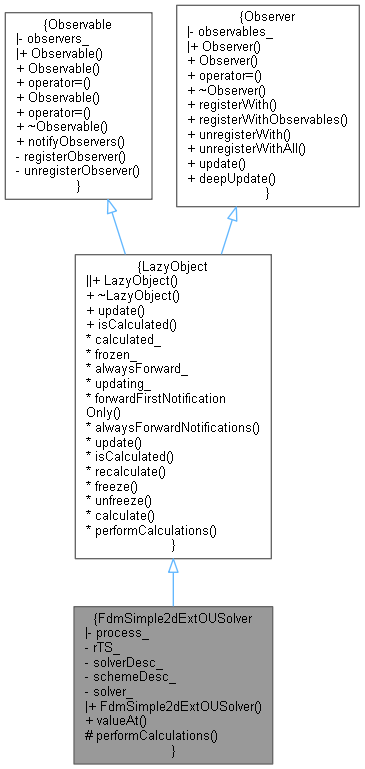 {Observable
|- observers_
|+ Observable()
+ Observable()
+ operator=()
+ Observable()
+ operator=()
+ ~Observable()
+ notifyObservers()
- registerObserver()
- unregisterObserver()
}
{Observer
|- observables_
|+ Observer()
+ Observer()
+ operator=()
+ ~Observer()
+ registerWith()
+ registerWithObservables()
+ unregisterWith()
+ unregisterWithAll()
+ update()
+ deepUpdate()
}
{LazyObject
||+ LazyObject()
+ ~LazyObject()
+ update()
+ isCalculated()
* calculated_
* frozen_
* alwaysForward_
* updating_
* forwardFirstNotification
Only()
* alwaysForwardNotifications()
* update()
* isCalculated()
* recalculate()
* freeze()
* unfreeze()
* calculate()
* performCalculations()
}
{FdmSimple2dExtOUSolver
|- process_
- rTS_
- solverDesc_
- schemeDesc_
- solver_
|+ FdmSimple2dExtOUSolver()
+ valueAt()
# performCalculations()
}